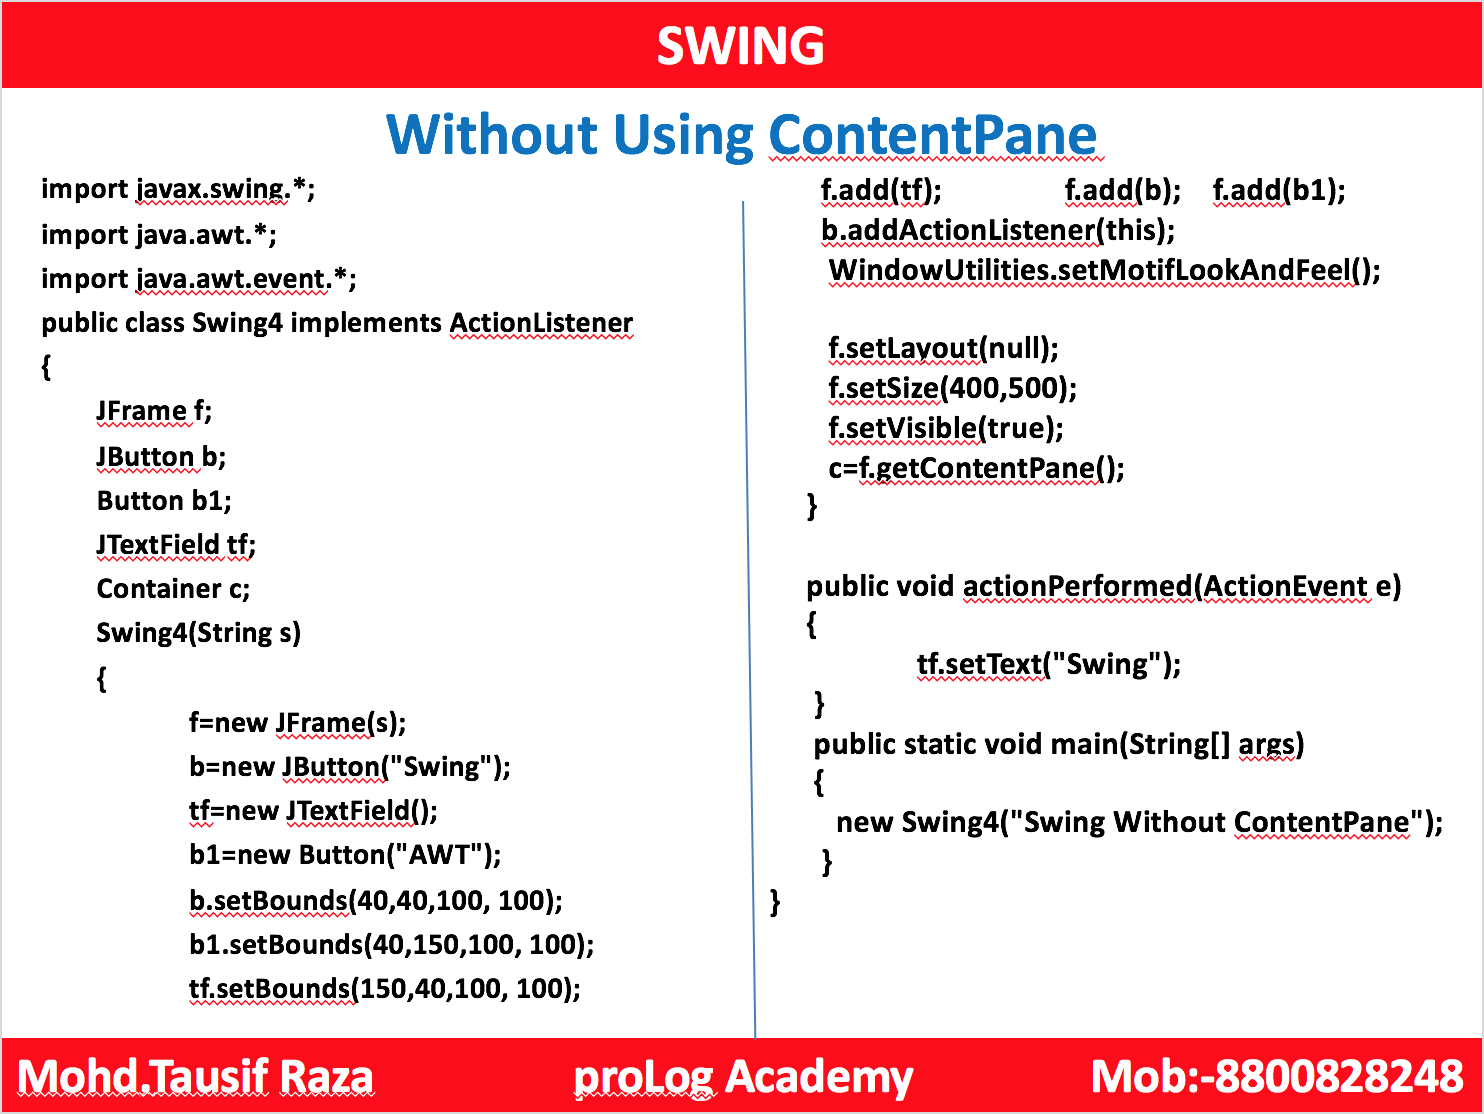 SWING
Without Using ContentPane
import javax.swing.*;
import java.awt.*;
import java.awt.event.*;
public class Swing4 implements ActionListener
{
JFrame f;
JButton b;
Button b1;
JTextField tf;
Container c;
Swing4(String s)
{
f=new JFrame(s);
b=new JButton("Swing");
tf=new JTextField();
b1=new Button("AWT");
b.setBounds(40,40,100, 100);
b1.setBounds(40,150,100, 100);
tf.setBounds(150,40,100, 100);
f.add(tf); f.add(b); f.add(b1);
b.addActionListener(this);
WindowUtilities.setMotifLookAndFeel();
f.setLayout(null);
f.setSize(400,500);
f.setVisible(true);
c=f.getContentPane();
}
public void actionPerformed(ActionEvent e)
{
tf.setText("Swing");
}
public static void main(String[] args)
{
new Swing4("Swing Without ContentPane");
}
}
Mohd.Tausif Raza proLog Academy Mob:-8800828248